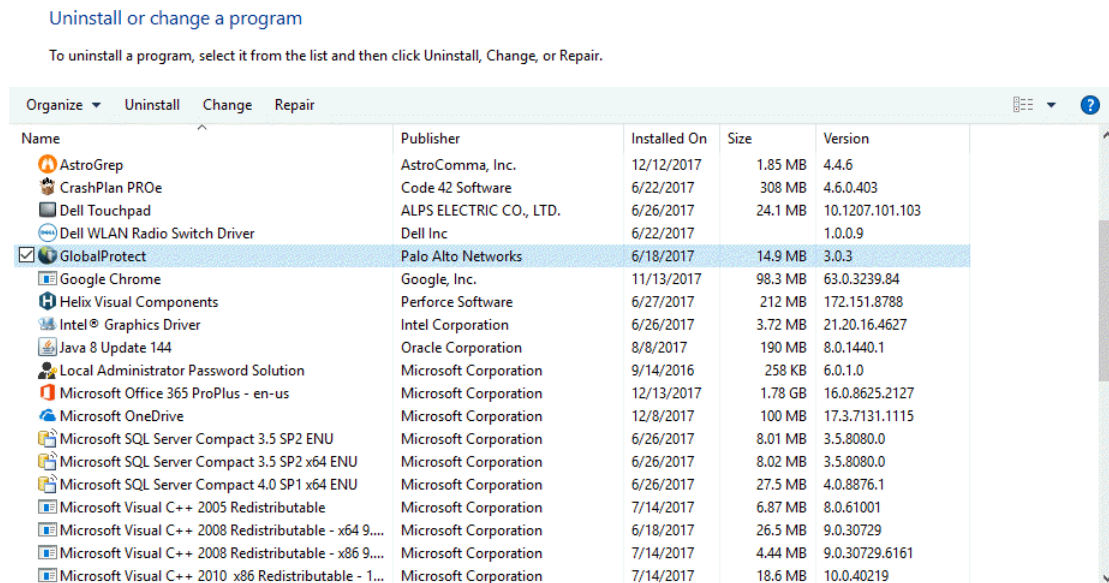 Uninstall or change a program
To uninstall a program, select it from the list and then click Uninstall, Change, or Repair.
Organize Uninstall Change Repair ?
Name Publisher Installed On Size Version
AstroGrep AstroComma, Inc. 12/12/2017 1.85 MB 4.4.6
CrashPlan PROe Code 42 Software 6/22/2017 308 MB 4.6.0.403
Dell Touchpad ALPS ELECTRIC CO., LTD. 6/26/2017 24.1 MB 10.1207.101.103
Dell WLAN Radio Switch Driver Dell Inc 6/22/2017 1.0.0.9
GlobalProtect Palo Alto Networks 6/18/2017 14.9 MB 3.0.3
Google Chrome Google, Inc. 11/13/2017 98.3 MB 63.0.3239.84
Helix Visual Components Perforce Software 6/27/2017 212 MB 172.151.8788
Intel® Graphics Driver Intel Corporation 6/26/2017 3.72 MB 21.20.16.4627
Java 8 Update 144 Oracle Corporation 8/8/2017 190 MB 8.0.1440.1
Local Administrator Password Solution Microsoft Corporation 9/14/2016 258 KB 6.0.1.0
Microsoft Office 365 ProPlus - en-us Microsoft Corporation 12/13/2017 1.78 GB 16.0.8625.2127
Microsoft OneDrive Microsoft Corporation 12/8/2017 100 MB 17.3.7131.1115
Microsoft SQL Server Compact 3.5 SP2 ENU Microsoft Corporation 6/26/2017 8.01 MB 3.5.8080.0
Microsoft SQL Server Compact 3.5 SP2 x64 ENU Microsoft Corporation 6/26/2017 8.02 MB 3.5.8080.0
Microsoft SQL Server Compact 4.0 SP1 x64 ENU Microsoft Corporation 6/26/2017 27.5 MB 4.0.8876.1
Microsoft Visual C++ 2005 Redistributable Microsoft Corporation 7/14/2017 6.87 MB 8.0.61001
Microsoft Visual C++ 2008 Redistributable - x64 9.... Microsoft Corporation 6/18/2017 26.5 MB 9.0.30729
Microsoft Visual C++ 2008 Redistributable - x86 9.... Microsoft Corporation 7/14/2017 4.44 MB 9.0.30729.6161
Microsoft Visual C++ 2010 x86 Redistributable - 1... Microsoft Corporation 7/14/2017 18.6 MB 10.0.40219